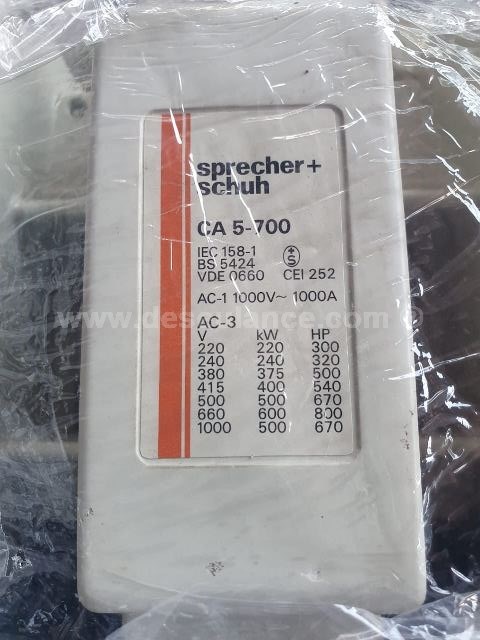 sprecher+
schuh
CA 5-700
IEC 158-1
BS 5424
VDE 0660 CEI 252
AC-1 1000V~ 1000A
AC-3
V kW HP
220 220 300
240 240 320
380 375 500
415 400 540
500 500 670
660 600 800
1000 500 670